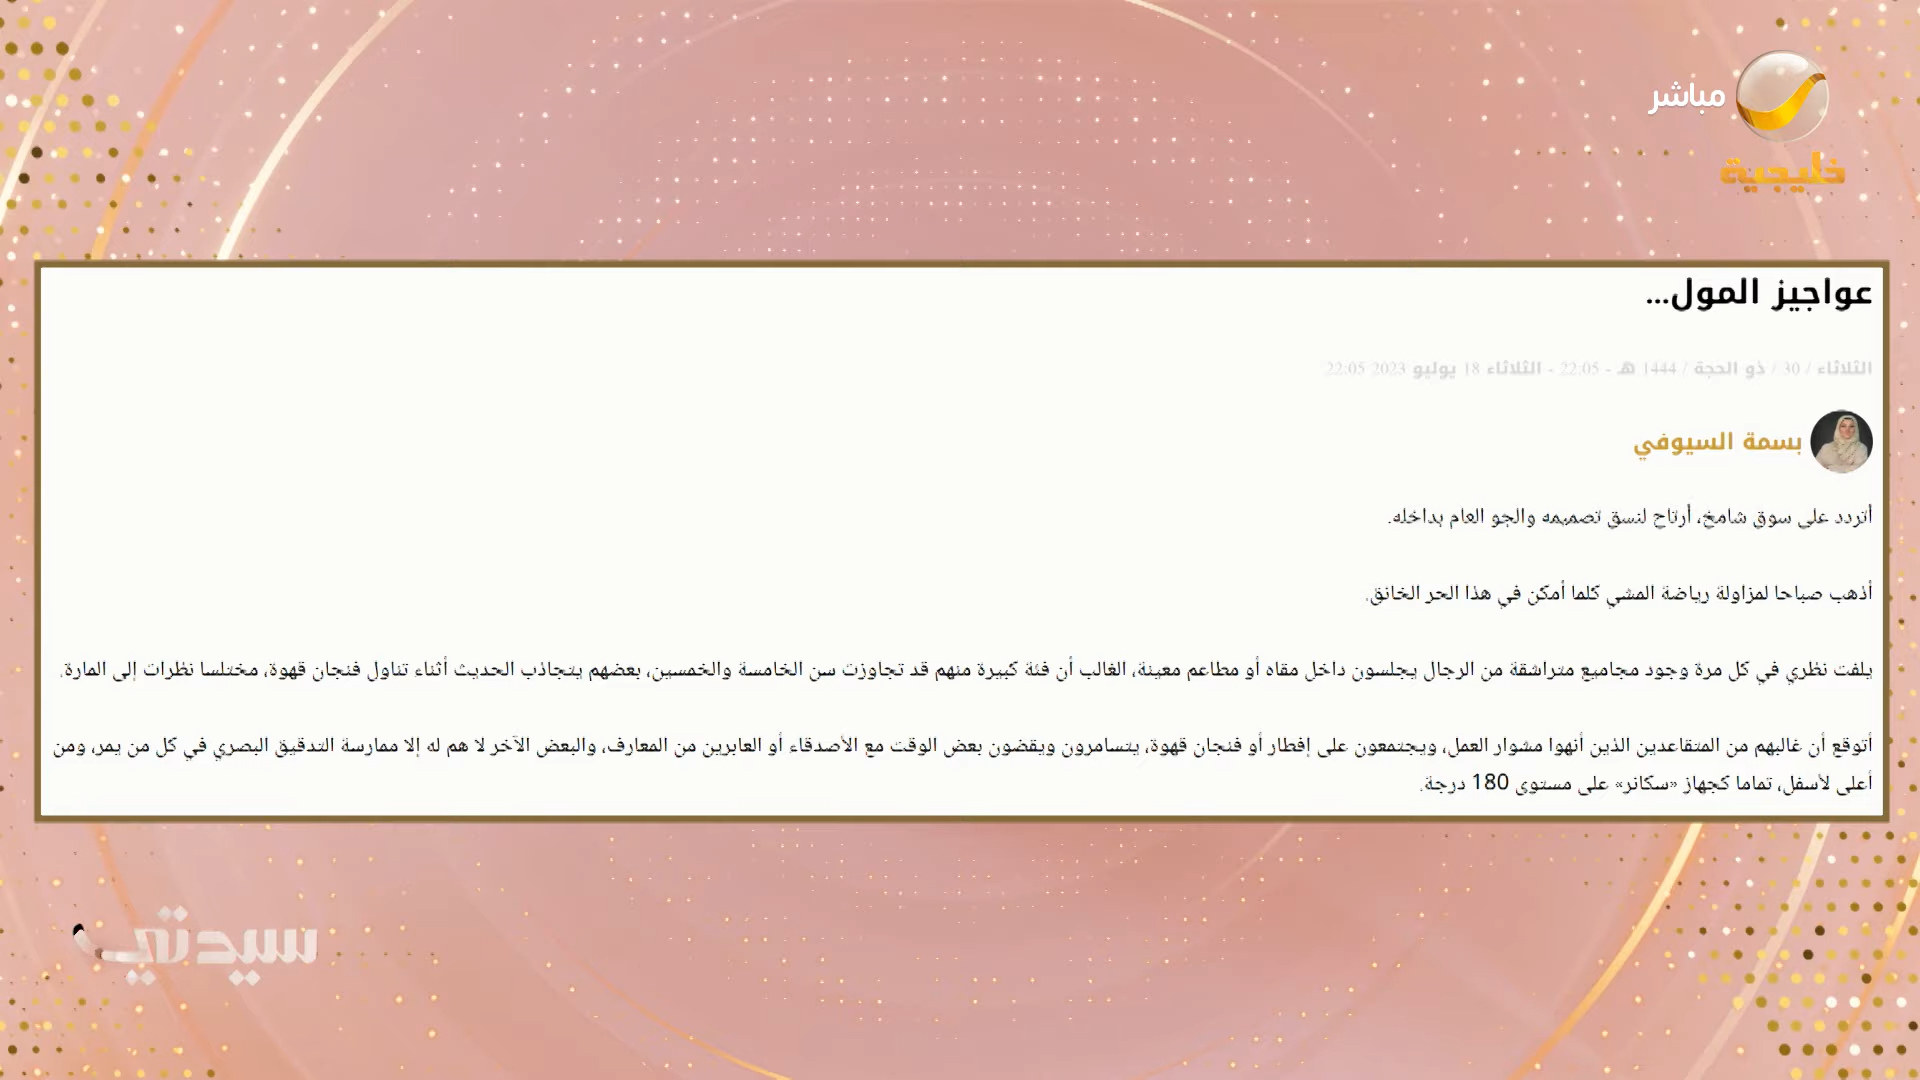 مباشر
خليجية
عواجيز المول...
الثلاثاء / 30 / ذو الحجة / 1444 هـ - 22:05 - الثلاثاء 18 يوليو 2023 22:05
بسمة السيوفي
أتردد على سوق شامخ، أرتاح لنسق تصميمه والجو العام بداخله.
أذهب صباحا لمزاولة رياضة المشي كلما أمكن في هذا الحر الخانق.
يلفت نظري في كل مرة وجود مجاميع متراشقة من الرجال يجلسون داخل مقاه أو مطاعم معينة، الغالب أن فئة كبيرة منهم قد تجاوزت سن الخامسة والخمسين، بعضهم يتجاذب الحديث أثناء تناول فنجان قهوة، مختلسا نظرات إلى المارة.
أتوقع أن غالبهم من المتقاعدين الذين أنهوا مشوار العمل، ويجتمعون على إفطار أو فنجان قهوة، يتسامرون ويقضون بعض الوقت مع الأصدقاء أو العابرين من المعارف، والبعض الآخر لا هم له إلا ممارسة التدقيق البصري في كل من يمر، ومن
أعلى لأسفل، تماما كجهاز «سكانر» على مستوى 180 درجة.
سيدتي